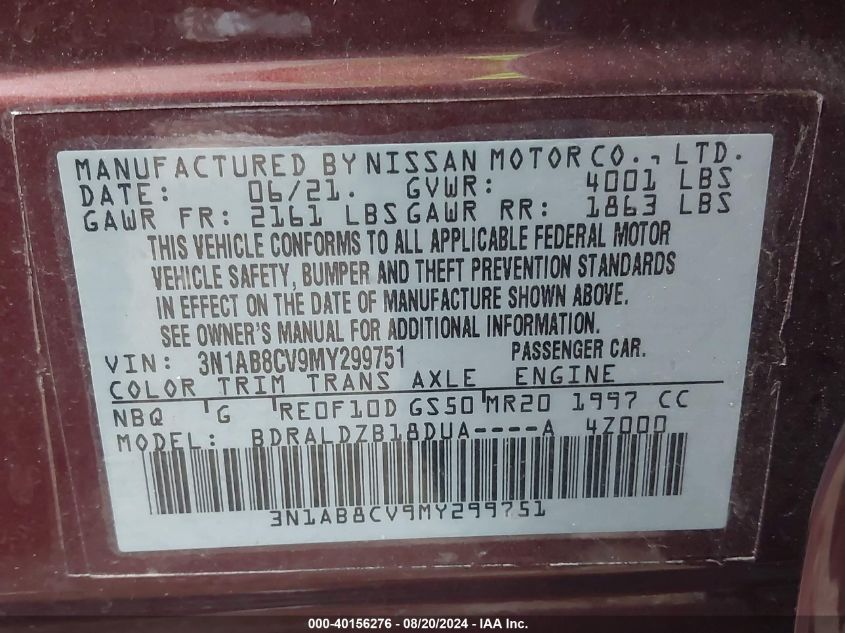 MANUFACTURED BY NISSAN MOTOR CO., LTD.
DATE: 06/21. GVWR: 4001 LBS
GAWR FR: 2161 LBS GAWR RR: 1863 LBS
THIS VEHICLE CONFORMS TO ALL APPLICABLE FEDERAL MOTOR
VEHICLE SAFETY, BUMPER AND THEFT PREVENTION STANDARDS
IN EFFECT ON THE DATE OF MANUFACTURE SHOWN ABOVE.
SEE OWNER'S MANUAL FOR ADDITIONAL INFORMATION.
VIN: 3N1AB8CV9MY299751 PASSENGER CAR.
COLOR TRIM TRANS AXLE ENGINE
NBQ G RE0F10D GS50 MR20 1997 CC
MODEL: BDRALDZB18DUA----A 4Z000
3N1AB8CV9MY299751
000-40156276 - 08/20/2024 - IAA Inc.